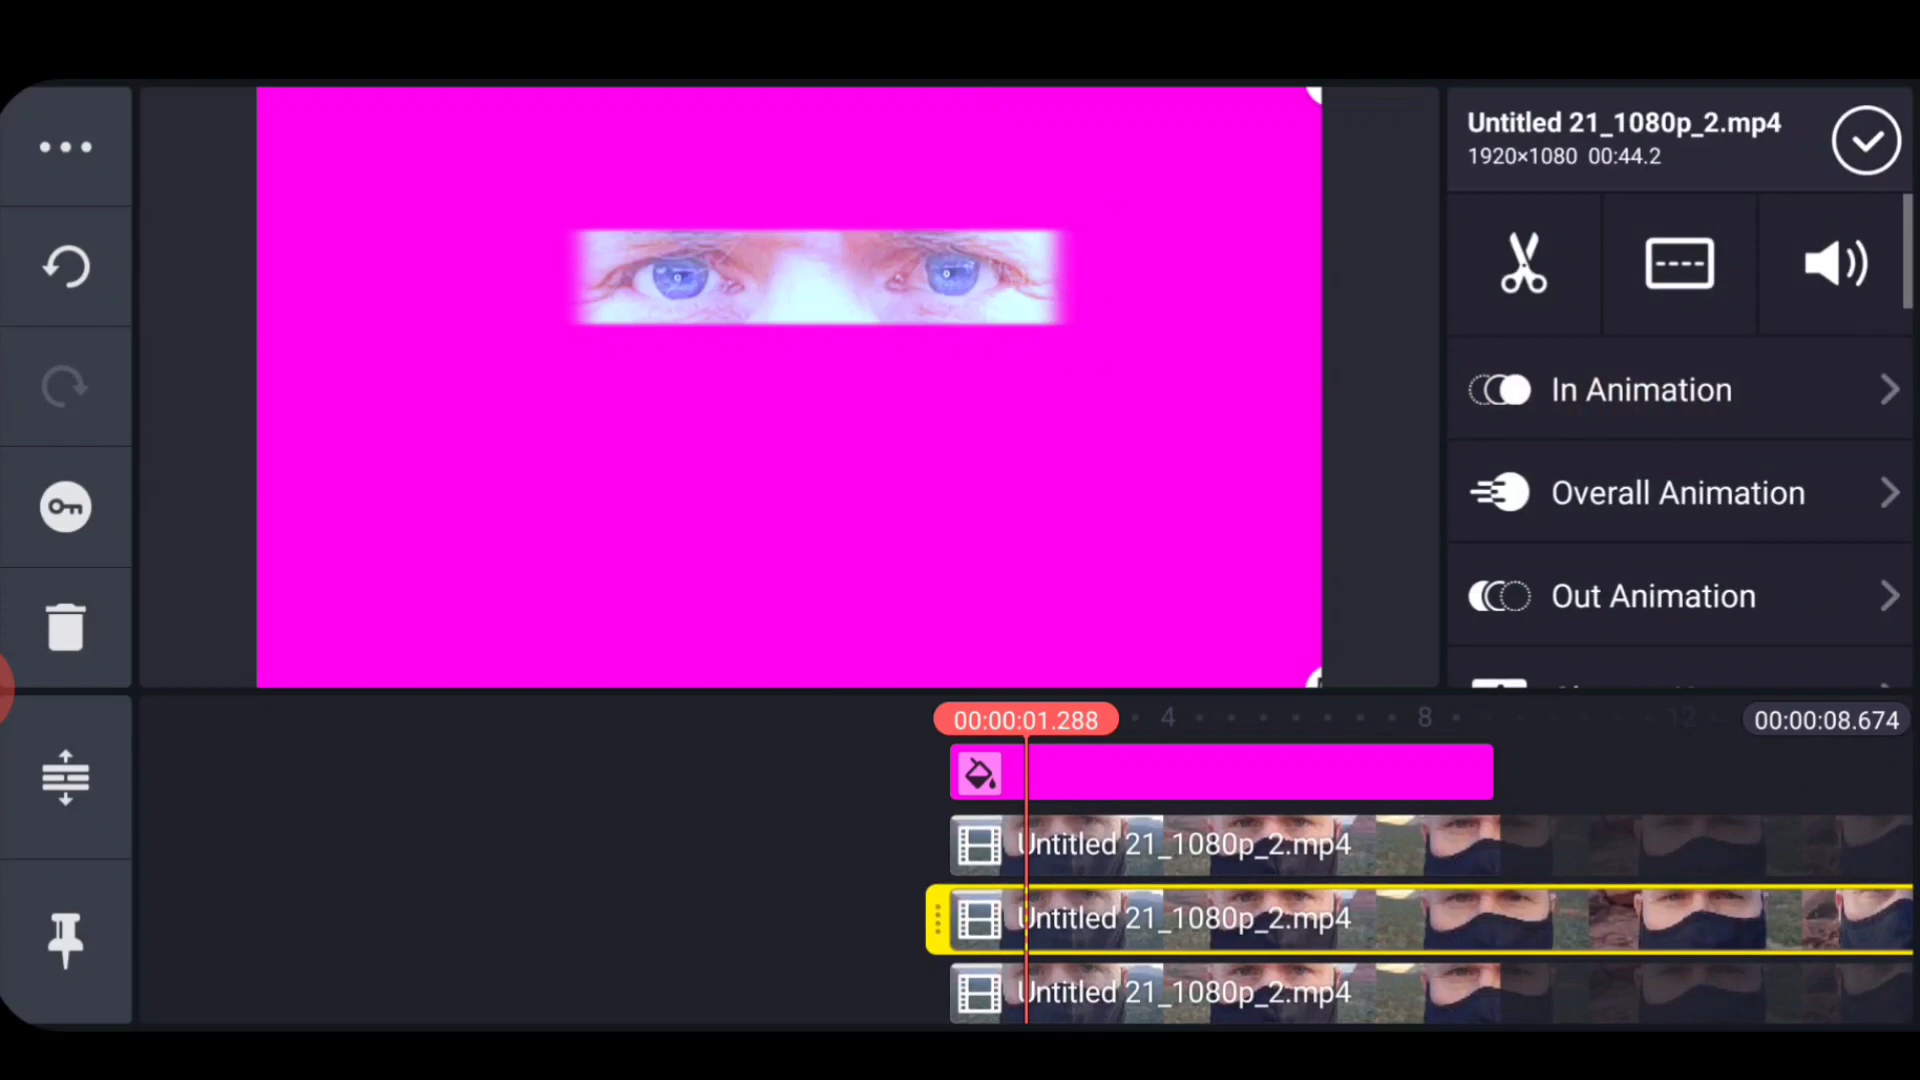 Untitled 21_1080p_2.mp4
1920×1080 00:44.2
In Animation
Overall Animation
Out Animation
00:00:01.288
4
8
12
00:00:08.674
Untitled 21_1080p_2.mp4
Untitled 21_1080p_2.mp4
Untitled 21_1080p_2.mp4